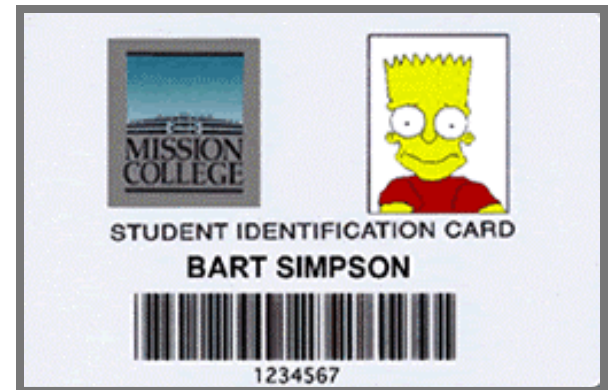 MISSION
COLLEGE
STUDENT IDENTIFICATION CARD
BART SIMPSON
1234567